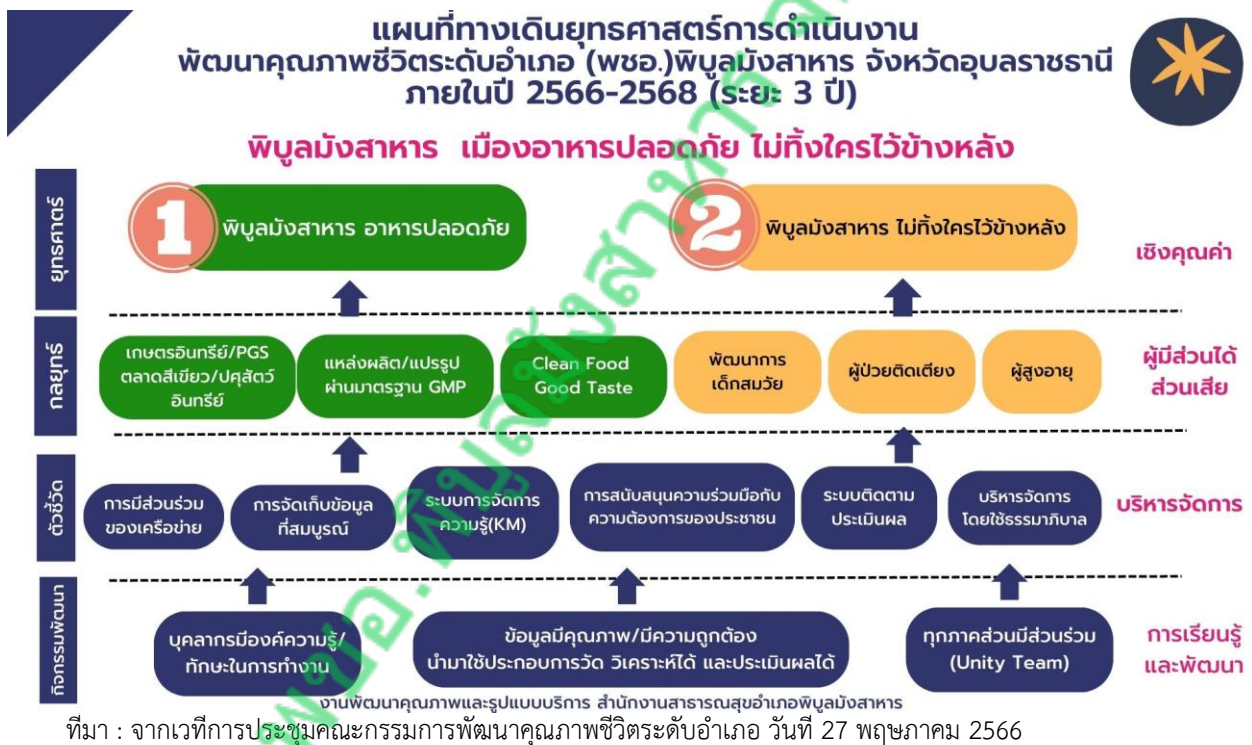 แผนที่ทางเดินยุทธศาสตร์การดำเนินงาน
พัฒนาคุณภาพชีวิตระดับอำเภอ (พชอ.)พิบูลมังสาหาร จังหวัดอุบลราชธานี
ภายในปี 2566-2568 (ระยะ 3 ปี)
พิบูลมังสาหาร เมืองอาหารปลอดภัย ไม่ทิ้งใครไว้ข้างหลัง
ยุทธศาสตร์
1
พิบูลมังสาหาร อาหารปลอดภัย
2
พิบูลมังสาหาร ไม่ทิ้งใครไว้ข้างหลัง
เชิงคุณค่า
กลยุทธ์
เกษตรอินทรีย์/PGS
ตลาดสีเขียว/ปศุสัตว์
อินทรีย์
แหล่งผลิต/แปรรูป
ผ่านมาตรฐาน GMP
Clean Food
Good Taste
พัฒนาการ
เด็กสมวัย
ผู้ป่วยติดเตียง
ผู้สูงอายุ
ผู้มีส่วนได้
ส่วนเสีย
ตัวชี้วัด
การมีส่วนร่วม
ของเครือข่าย
การจัดเก็บข้อมูล
ที่สมบูรณ์
ระบบการจัดการ
ความรู้(KM)
การสนับสนุนความร่วมมือกับ
ความต้องการของประชาชน
ระบบติดตาม
ประเมินผล
บริหารจัดการ
โดยใช้ธรรมาภิบาล
บริหารจัดการ
กิจกรรมพัฒนา
บุคลากรมีองค์ความรู้/
ทักษะในการทำงาน
ข้อมูลมีคุณภาพ/มีความถูกต้อง
นำมาใช้ประกอบการวัด วิเคราะห์ได้ และประเมินผลได้
ทุกภาคส่วนมีส่วนร่วม
(Unity Team)
การเรียนรู้
และพัฒนา
งานพัฒนาคุณภาพและรูปแบบบริการ สำนักงานสาธารณสุขอำเภอพิบูลมังสาหาร
ที่มา : จากเวทีการประชุมคณะกรรมการพัฒนาคุณภาพชีวิตระดับอำเภอ วันที่ 27 พฤษภาคม 2566
พชอ.พิบูลมังสาหาร